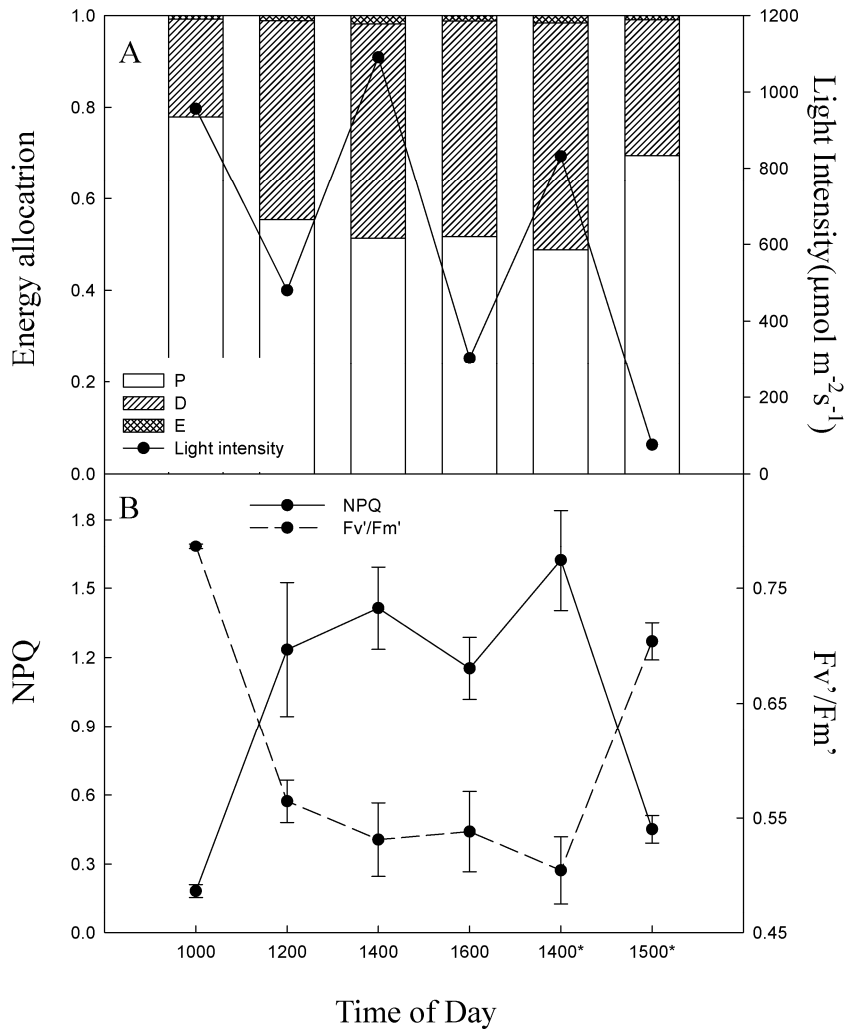 A
1.0
0.8
0.6
0.4
0.2
0.0
Energy allocatrion
1200
1000
800
600
400
200
0
Light Intensity(μmol m⁻²s⁻¹)
P
D
E
Light intensity
B
NPQ
Fv'/Fm'
1.8
1.5
1.2
0.9
0.6
0.3
0.0
NPQ
0.75
0.65
0.55
0.45
Fv'/Fm'
1000 1200 1400 1600 1400* 1500*
Time of Day